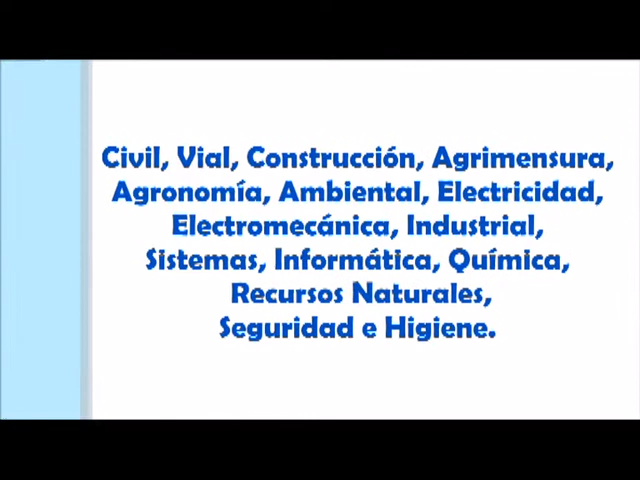 Civil, Vial, Construcción, Agrimensura,
Agronomía, Ambiental, Electricidad,
Electromecánica, Industrial,
Sistemas, Informática, Química,
Recursos Naturales,
Seguridad e Higiene.